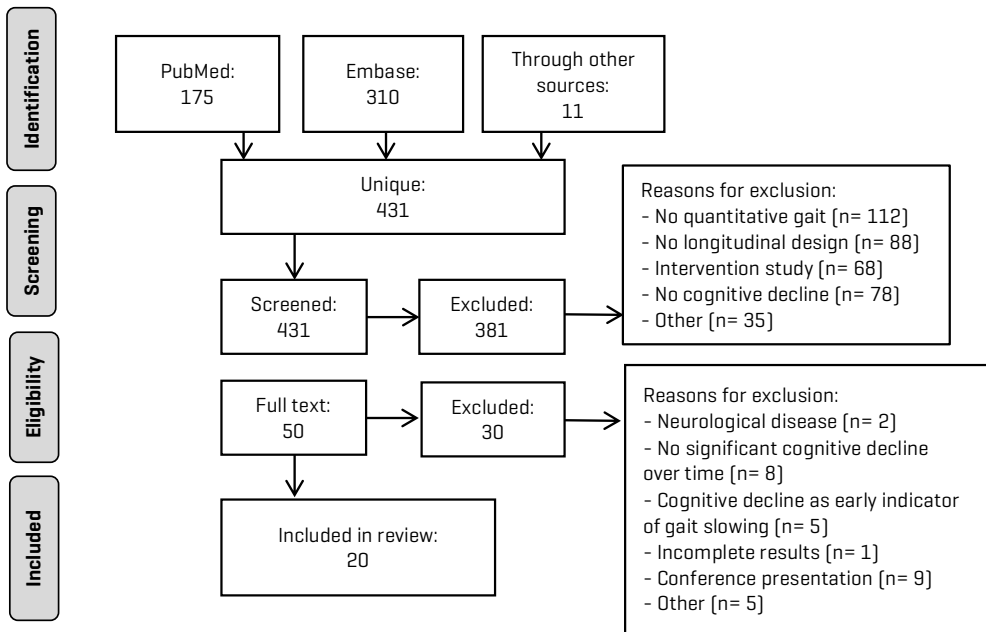 Identification
PubMed:
175
Embase:
310
Through other
sources:
11
Unique:
431
Screening
Screened:
431
Excluded:
381
Reasons for exclusion:
- No quantitative gait (n= 112)
- No longitudinal design (n= 88)
- Intervention study (n= 68)
- No cognitive decline (n= 78)
- Other (n= 35)
Eligibility
Full text:
50
Excluded:
30
Reasons for exclusion:
- Neurological disease (n= 2)
- No significant cognitive decline
over time (n= 8)
- Cognitive decline as early indicator
of gait slowing (n= 5)
- Incomplete results (n= 1)
- Conference presentation (n= 9)
- Other (n= 5)
Included
Included in review:
20